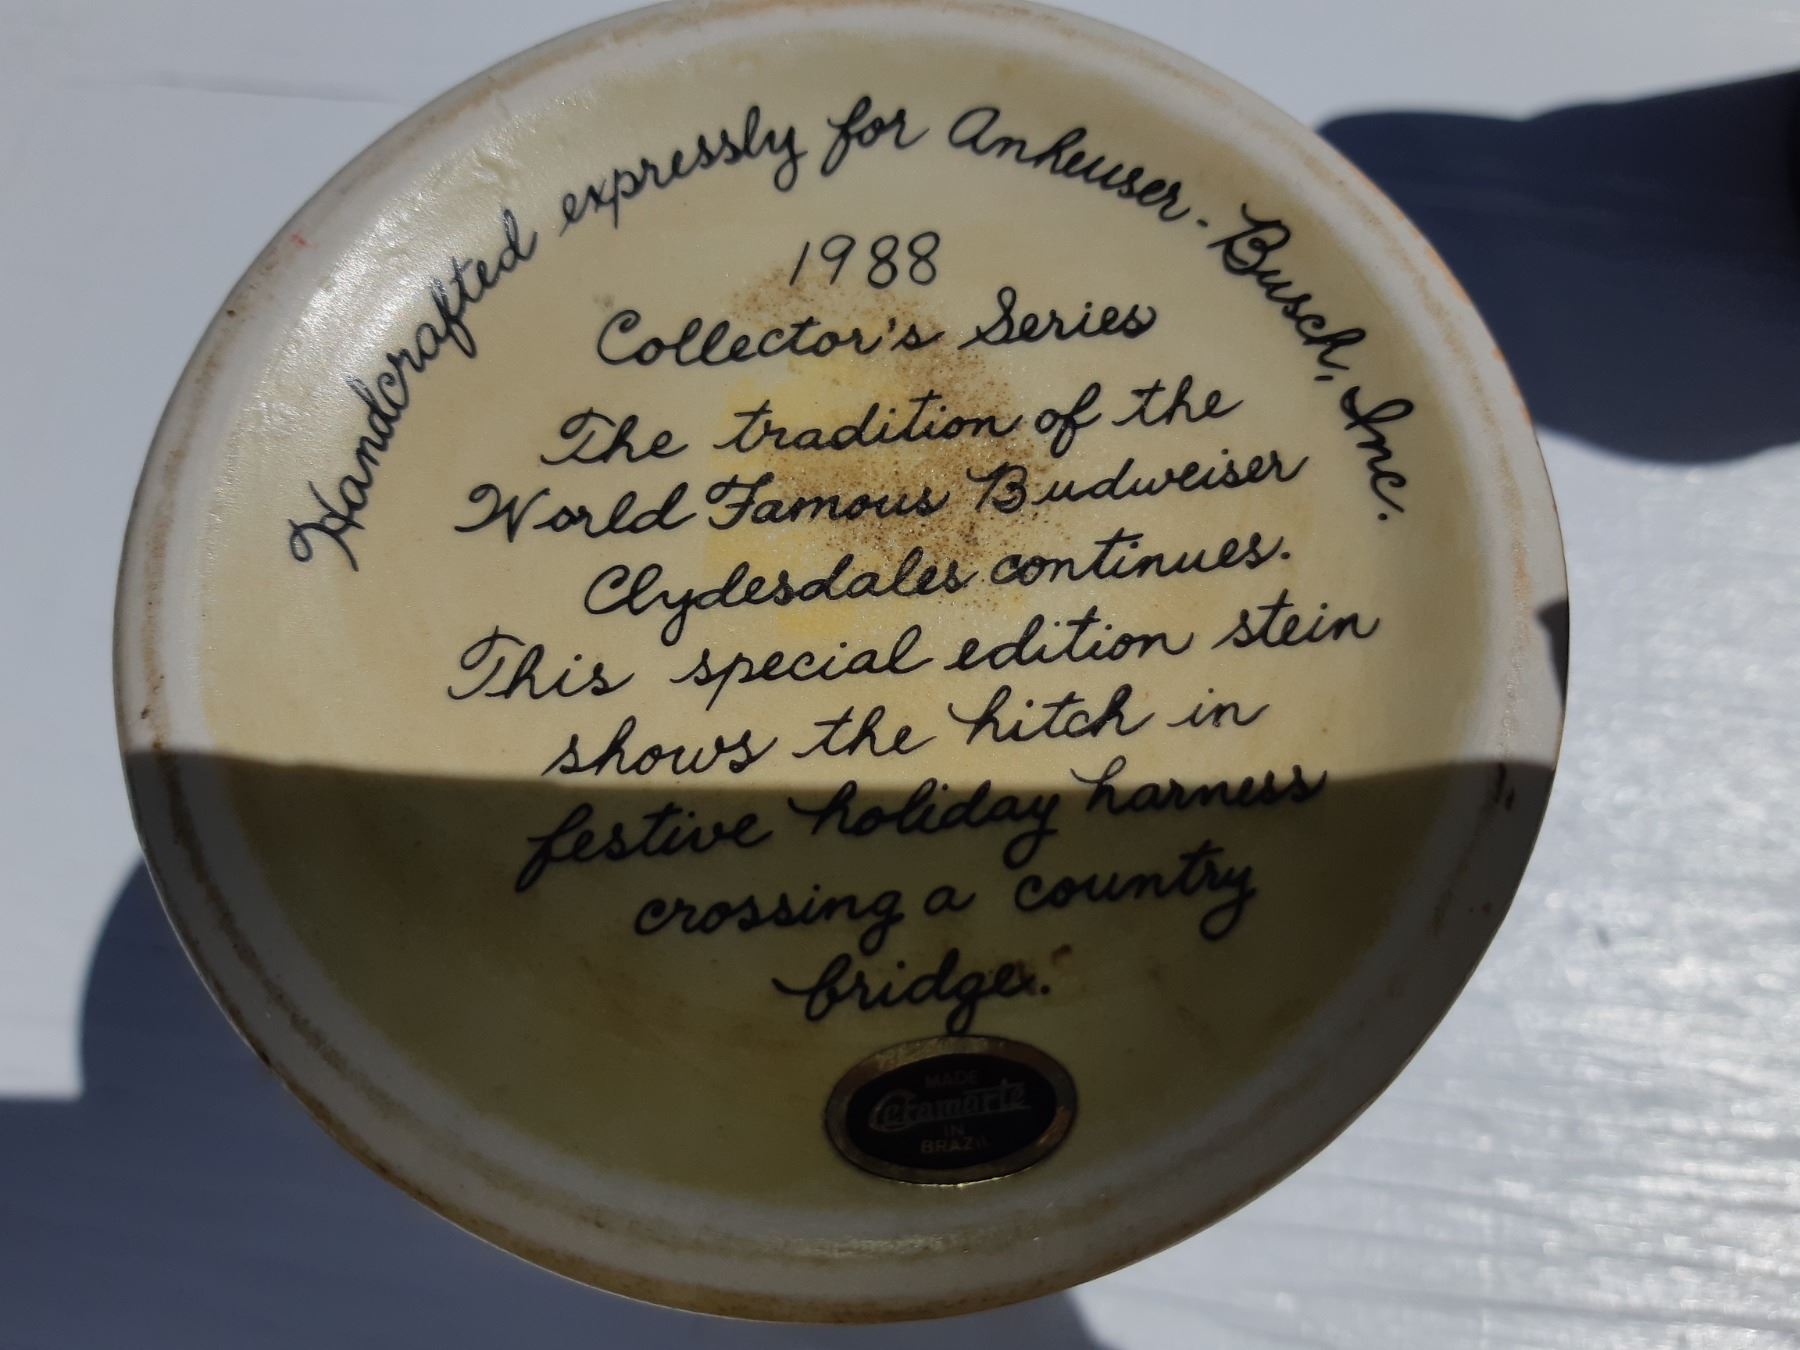 Handcrafted expressly for Anheuser-Busch, Inc.
1988
Collector's Series
The tradition of the
World Famous Budweiser
Clydesdales continues.
This special edition stein
shows the hitch in
festive holiday harness
crossing a country
bridge.
MADE
Ceramarte
IN
BRAZIL